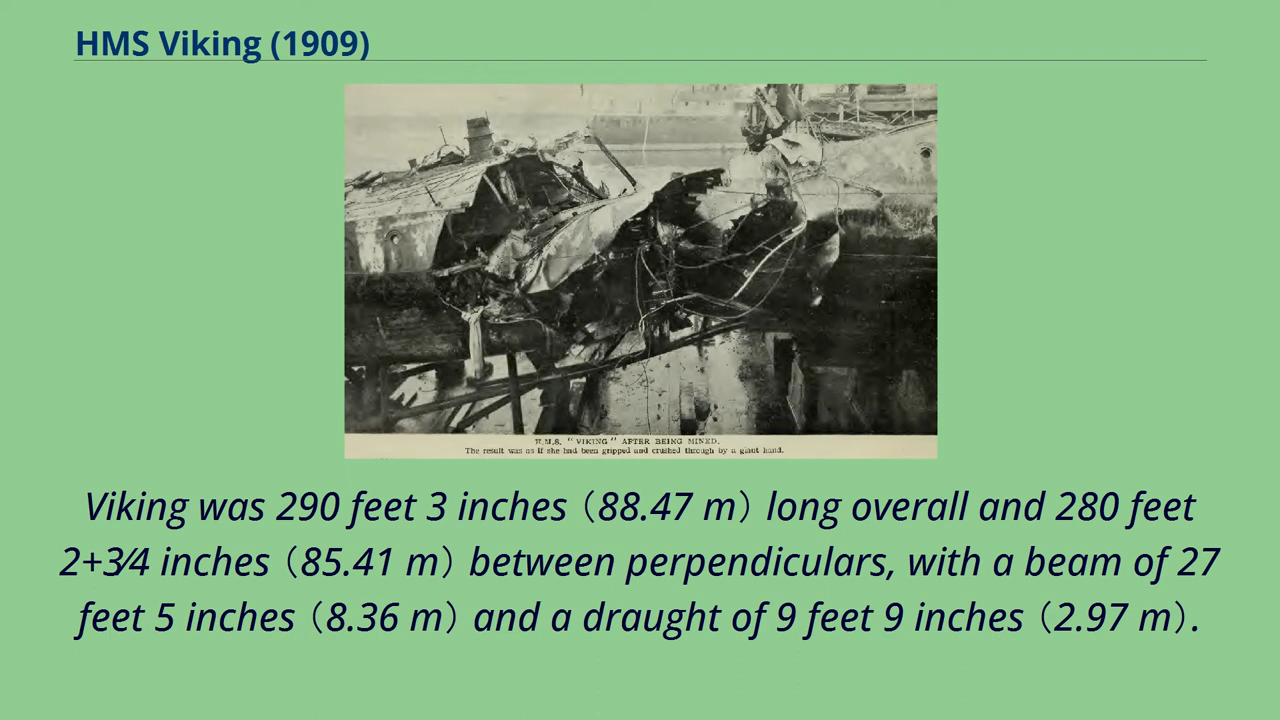 HMS Viking (1909)
H.M.S. "VIKING" AFTER BEING MINED.
The result was as if she had been gripped and crushed through by a giant hand.
Viking was 290 feet 3 inches (88.47 m) long overall and 280 feet
2+3⁄4 inches (85.41 m) between perpendiculars, with a beam of 27
feet 5 inches (8.36 m) and a draught of 9 feet 9 inches (2.97 m).